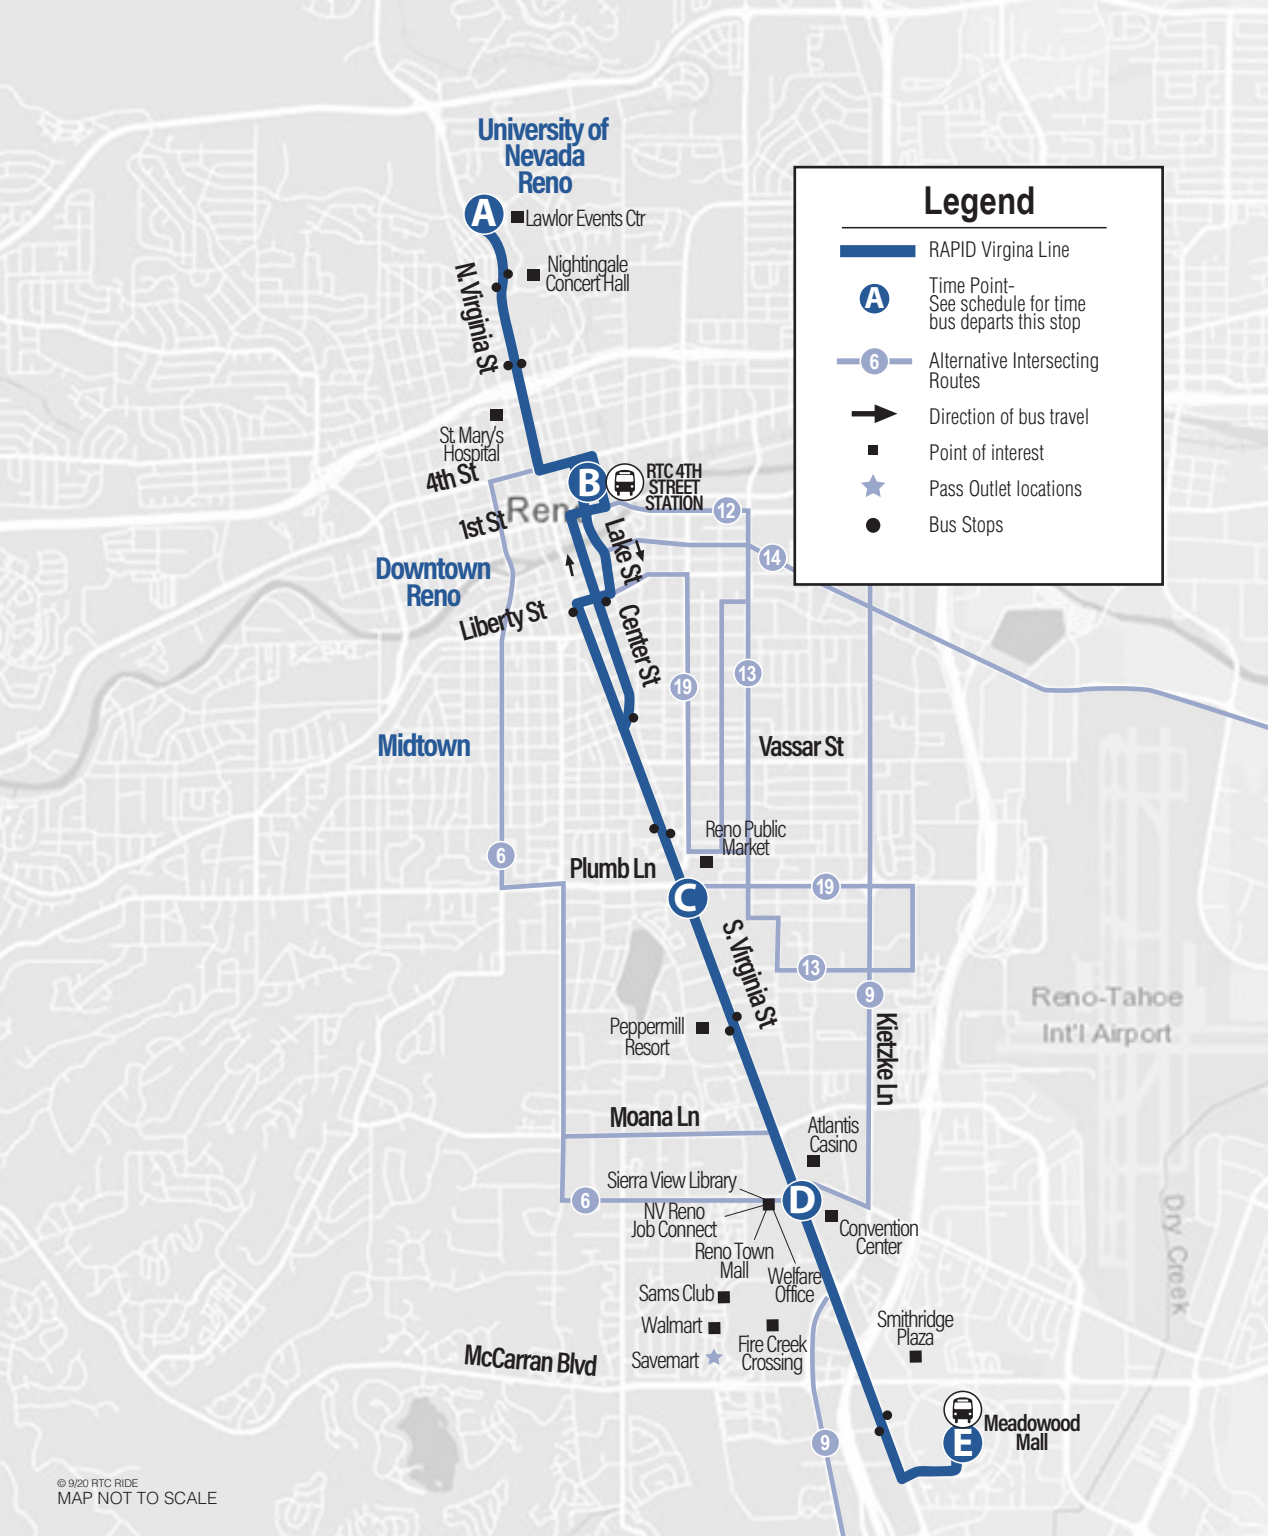 University of
Nevada
Reno
A
Lawlor Events Ctr
Nightingale
Concert Hall
N. Virginia St
St. Mary's
Hospital
4th St
B
RTC 4TH
STREET
STATION
Reno
1st St
12
Lake St
14
Downtown
Reno
Liberty St
Center St
19
13
Midtown
Vassar St
Reno Public
Market
6
Plumb Ln
19
C
S. Virginia St
13
9
Reno-Tahoe
Int'l Airport
Peppermill
Resort
Kietzke Ln
Moana Ln
Atlantis
Casino
Sierra View Library
6
D
NV Reno
Job Connect
Convention
Center
Reno Town
Mall
Welfare
Office
Dry Creek
Sams Club
Walmart
Fire Creek
Crossing
Smithridge
Plaza
Savemart
McCarran Blvd
Meadowood
Mall
E
9
Legend
RAPID Virgina Line
A
Time Point-
See schedule for time
bus departs this stop
6
Alternative Intersecting
Routes
Direction of bus travel
Point of interest
Pass Outlet locations
Bus Stops
© 9/20 RTC RIDE
MAP NOT TO SCALE